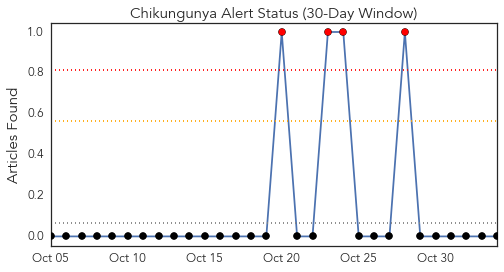 Chikungunya Alert Status (30-Day Window)
Articles Found
1.0
0.8
0.6
0.4
0.2
0.0
Oct 05 Oct 10 Oct 15 Oct 20 Oct 25 Oct 30